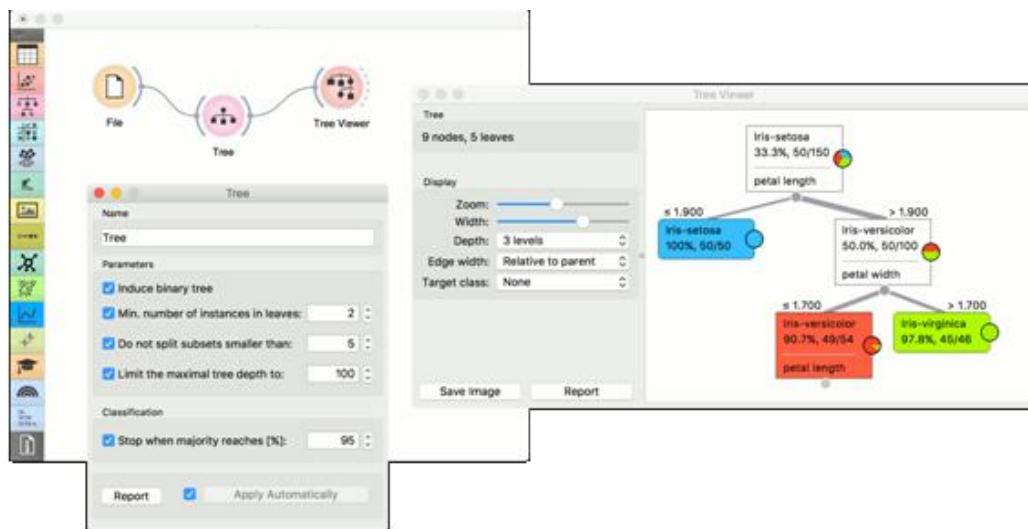 File
Tree
Tree Viewer
Tree
Name
Tree
Parameters
Induce binary tree
Min. number of instances in leaves: 2
Do not split subsets smaller than: 5
Limit the maximal tree depth to: 100
Classification
Stop when majority reaches [%]: 95
Report
Apply Automatically
Tree Viewer
Tree
9 nodes, 5 leaves
Display
Zoom:
Width:
Depth: 3 levels
Edge width: Relative to parent
Target class: None
Save Image
Report
Iris-setosa
33.3%, 50/150
petal length
≤ 1.900
> 1.900
Iris-setosa
100%, 50/50
Iris-versicolor
50.0%, 50/100
petal width
≤ 1.700
> 1.700
Iris-versicolor
90.7%, 49/54
petal length
Iris-virginica
97.8%, 45/46